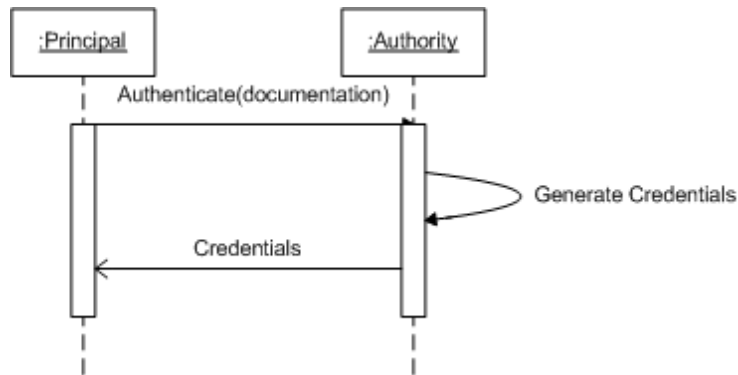 :Principal
:Authority
Authenticate(documentation)
Generate Credentials
Credentials